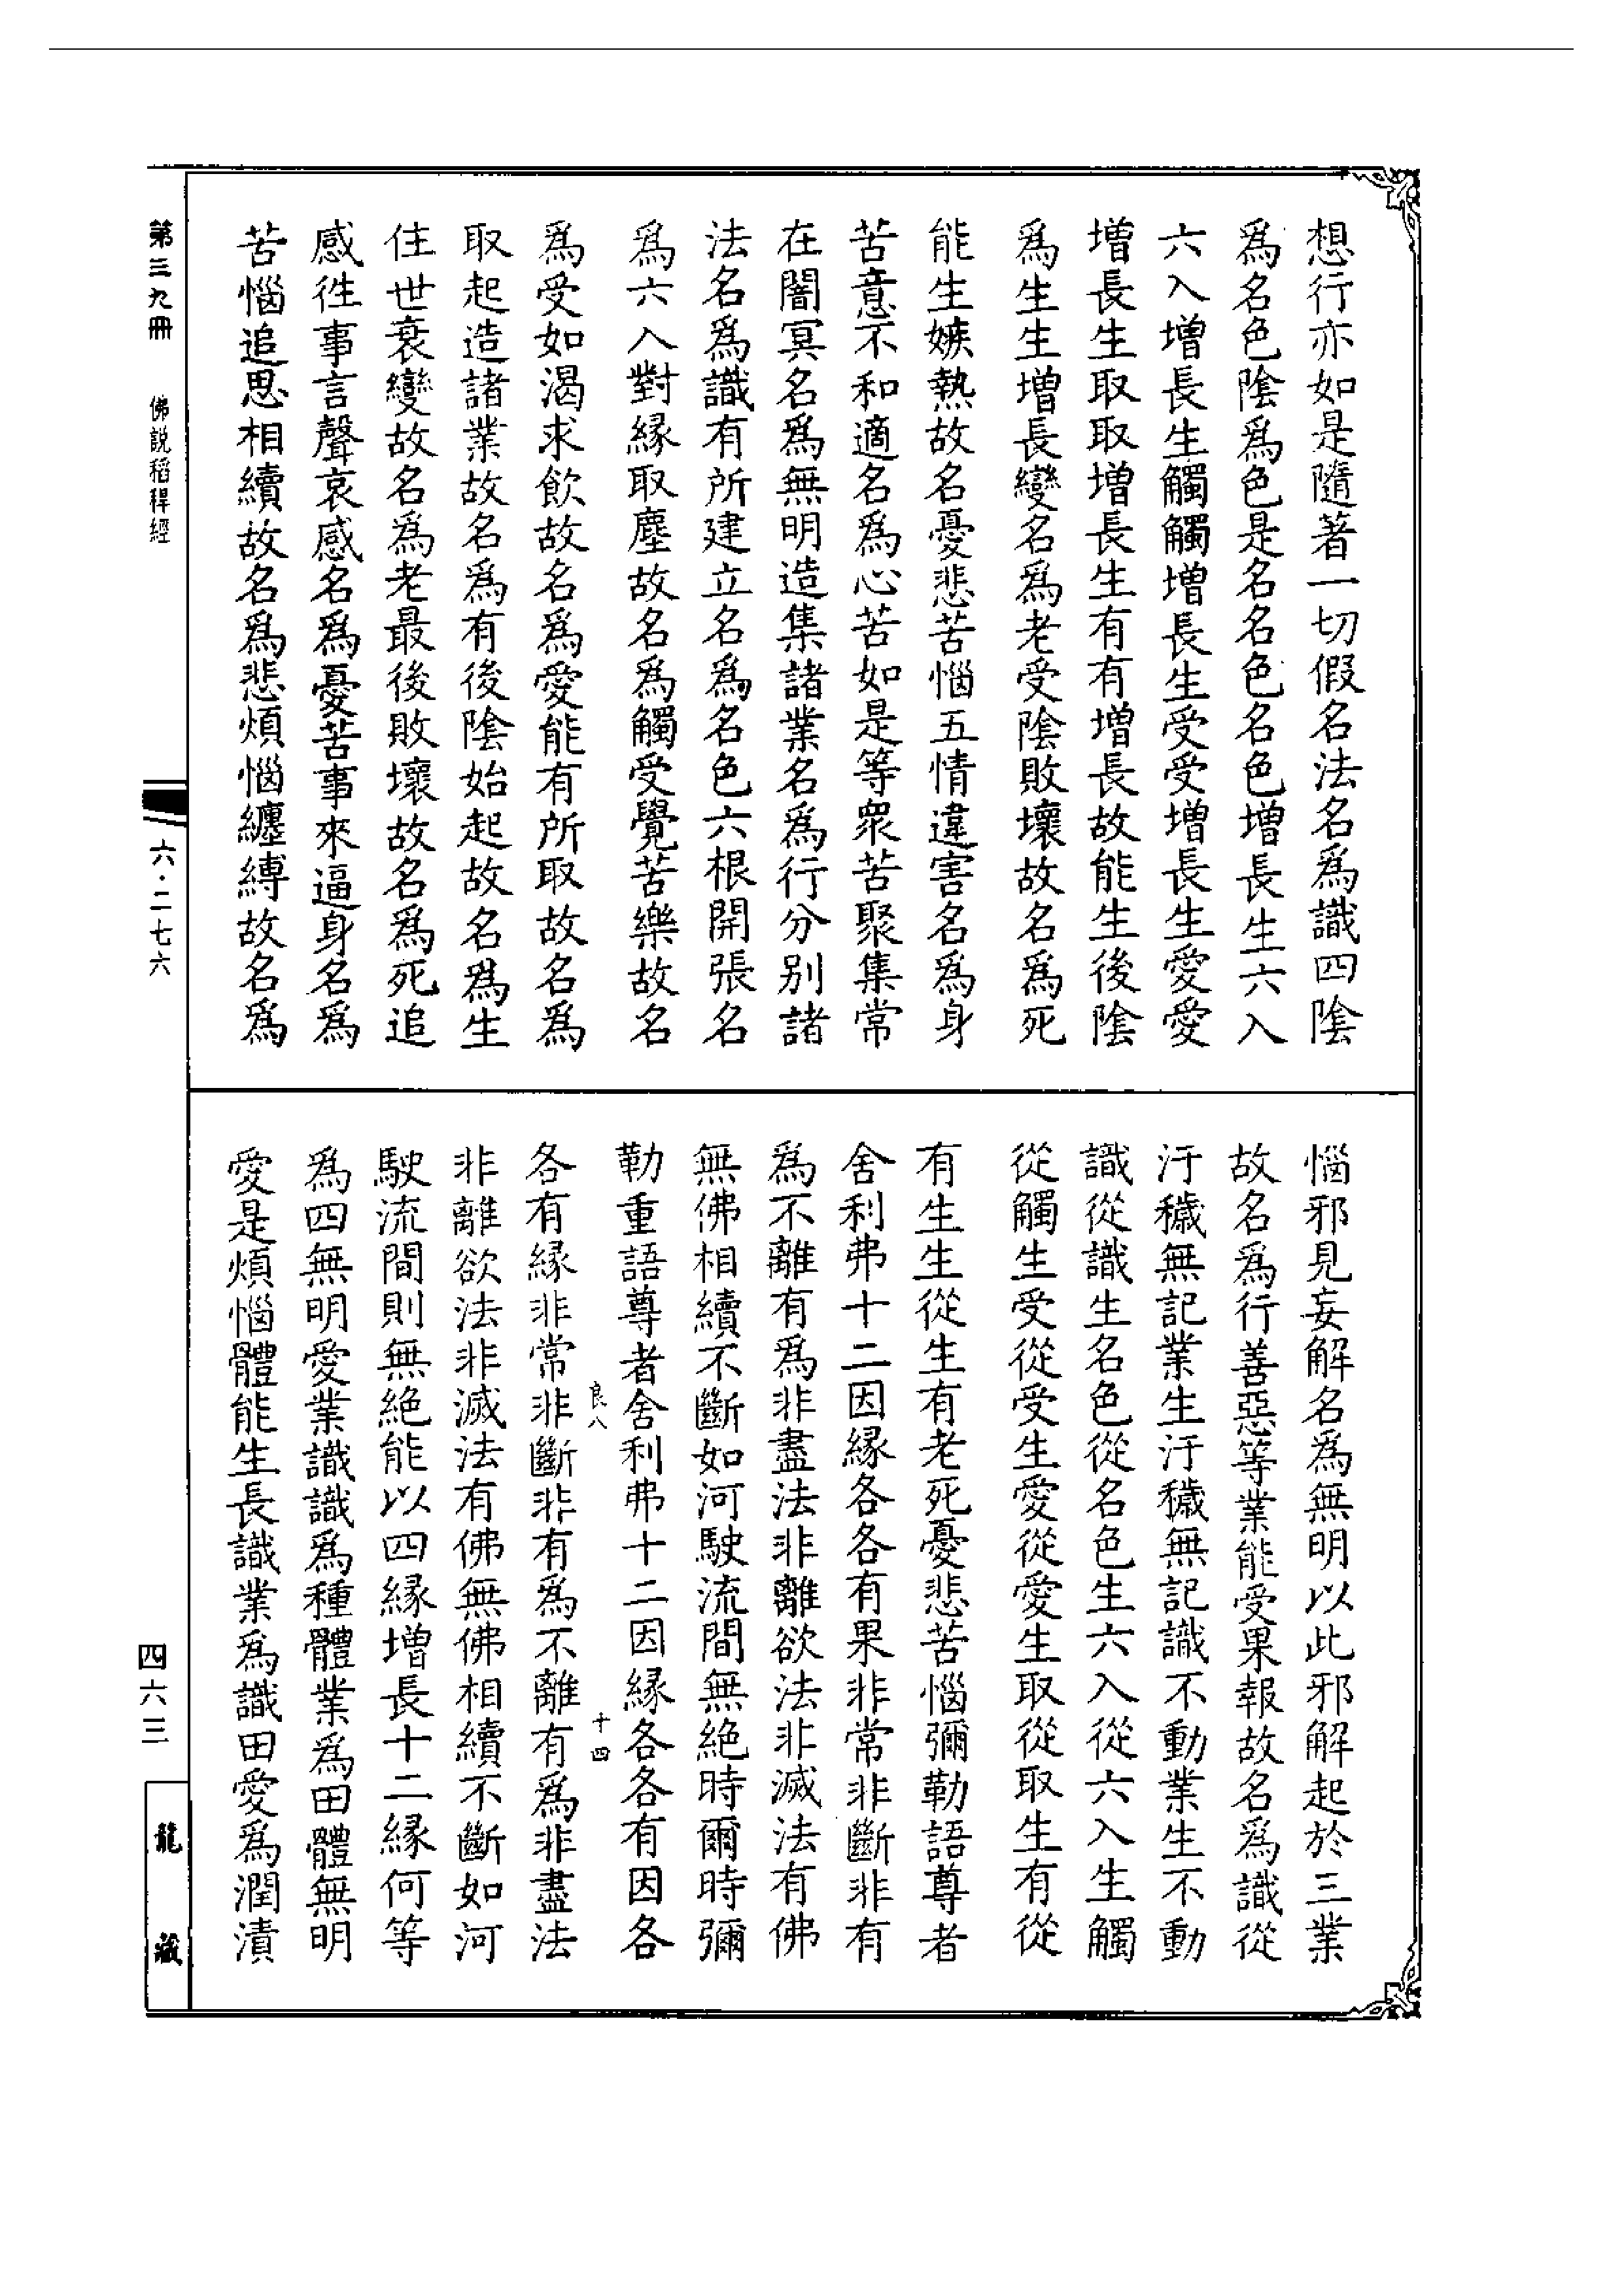 想行亦如是隨著一切假名法名爲識四陰
爲名色陰爲色是名名色名色增長生六入
六入增長生觸觸增長生受受增長生愛愛
增長生取取增長生有有增長故能生後陰
爲生生增長變名爲老受陰敗壞故名爲死
能生嫉熱故名憂悲苦惱五情違害名爲身
苦意不和適名爲心苦如是等衆苦聚集常
在闇冥名爲無明造集諸業名爲行分別諸
法名爲識有所建立名爲名色六根開張名
爲六入對緣取塵故名爲觸受覺苦樂故名
爲受如渴求飲故名爲愛能有所取故名爲
取起造諸業故名爲有後陰始起故名爲生
住世衰變故名爲老最後敗壞故名爲死追
感徃事言聲哀感名爲憂苦事來逼身名爲
苦惱追思相續故名爲悲煩惱纏縛故名爲
惱邪見妄解名爲無明以此邪解起於三業
故名爲行善惡等業能受果報故名爲識從
汙穢無記業生汙穢無記識不動業生不動
識從識生名色從名色生六入從六入生觸
從觸生受從受生愛從愛生取從取生有從
有生生從生有老死憂悲苦惱彌勒語尊者
舍利弗十二因緣各各有果非常非斷非有
爲不離有爲非盡法非離欲法非滅法有佛
無佛相續不斷如河駛流間無絕時爾時彌
勒重語尊者舍利弗十二因緣各各有因各
良八 十四
各有緣非常非斷非有爲不離有爲非盡法
非離欲法非滅法有佛無佛相續不斷如河
駛流間則無絕能以四緣增長十二緣何等
爲四無明愛業識識爲種體業爲田體無明
愛是煩惱體能生長識業爲識田愛爲潤漬
第三九冊 佛說稻稈經
六·二七六
四六三
龍藏